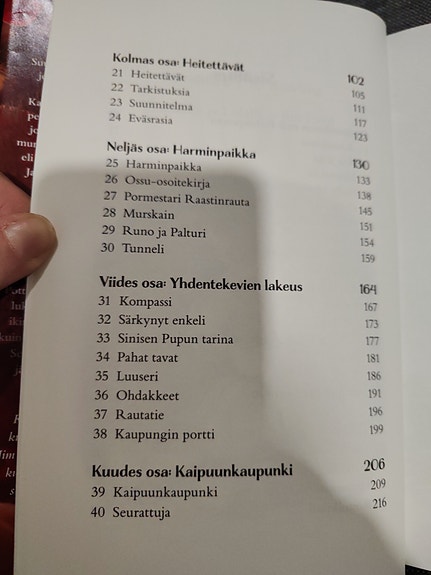 Kolmas osa: Heitettävät 102
21 Heitettävät 105
22 Tarkistuksia 111
23 Suunnitelma 117
24 Eväsrasia 123
Neljäs osa: Harminpaikka 130
25 Harminpaikka 133
26 Ossu-osoitekirja 138
27 Pormestari Raastinrauta 145
28 Murskain 151
29 Runo ja Palturi 154
30 Tunneli 159
Viides osa: Yhdentekevien lakeus 164
31 Kompassi 167
32 Särkynyt enkeli 173
33 Sinisen Pupun tarina 177
34 Pahat tavat 181
35 Luuseri 186
36 Ohdakkeet 191
37 Rautatie 196
38 Kaupungin portti 199
Kuudes osa: Kaipuunkaupunki 206
39 Kaipuunkaupunki 209
40 Seurattuja 216